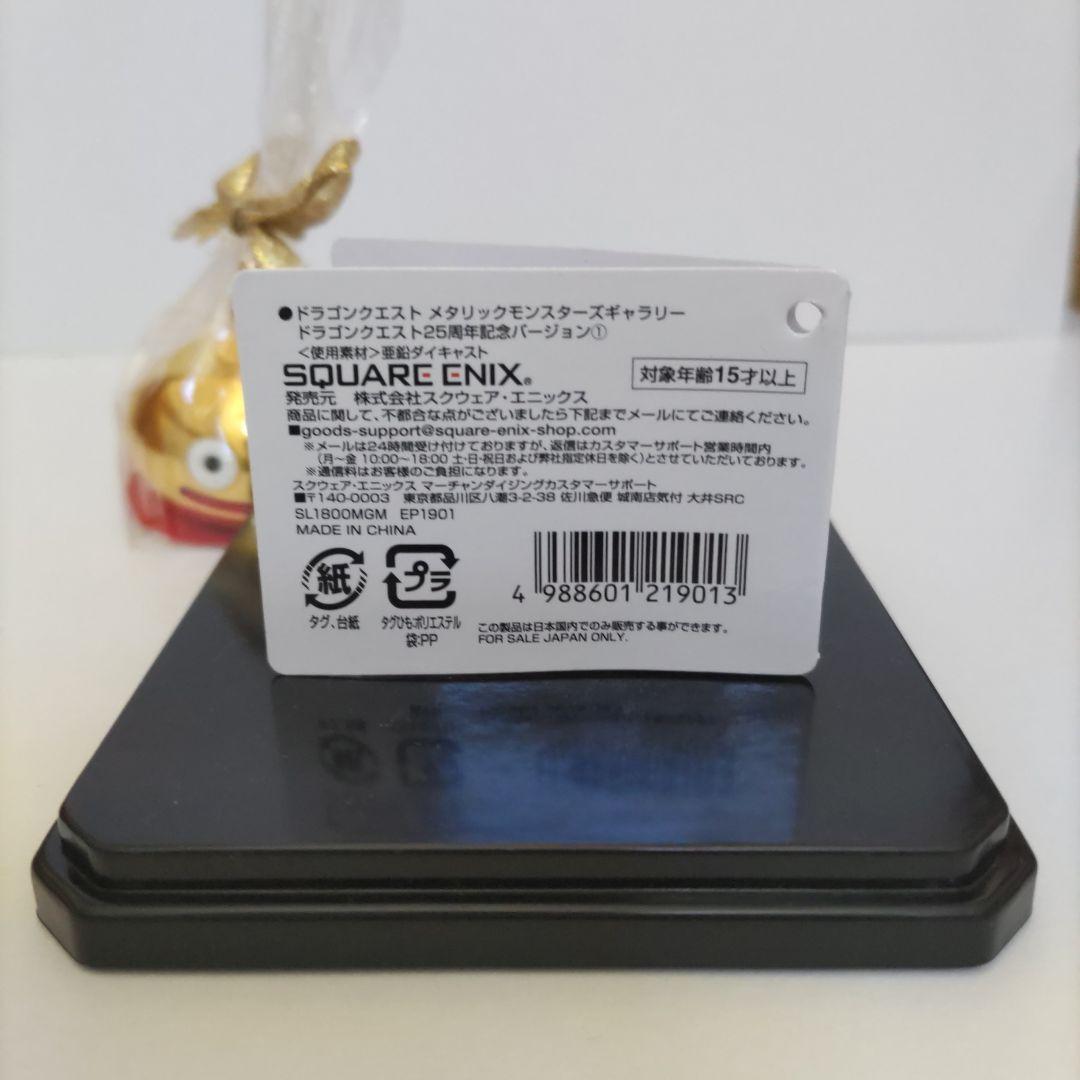 ●ドラゴンクエスト メタリックモンスターズギャラリー
ドラゴンクエスト25周年記念バージョン①
<使用素材>亜鉛ダイキャスト
SQUARE ENIX®
対象年齢15才以上
発売元 株式会社スクウェア・エニックス
商品に関して、不都合な点がございましたら下記までメールにてご連絡ください。
■goods-support@square-enix-shop.com
※メールは24時間受け付けておりますが、返信はカスタマーサポート営業時間内
(月～金 10:00～18:00 土・日・祝日および弊社指定休日を除く)とさせていただいております。
※通信料はお客様のご負担になります。
スクウェア・エニックス マーチャンダイジングカスタマーサポート
■〒140-0003 東京都品川区八潮3-2-38 佐川急便 城南店気付 大井SRC
SL1800MGM EP1901
MADE IN CHINA
紙
タグ、台紙
プラ
タグひも:ポリエステル
袋:PP
4 988601 219013
この製品は日本国内でのみ販売する事ができます。
FOR SALE JAPAN ONLY.